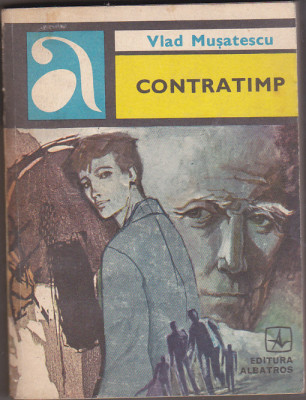 a
Vlad Mușatescu
CONTRATIMP
EDITURA
ALBATROS